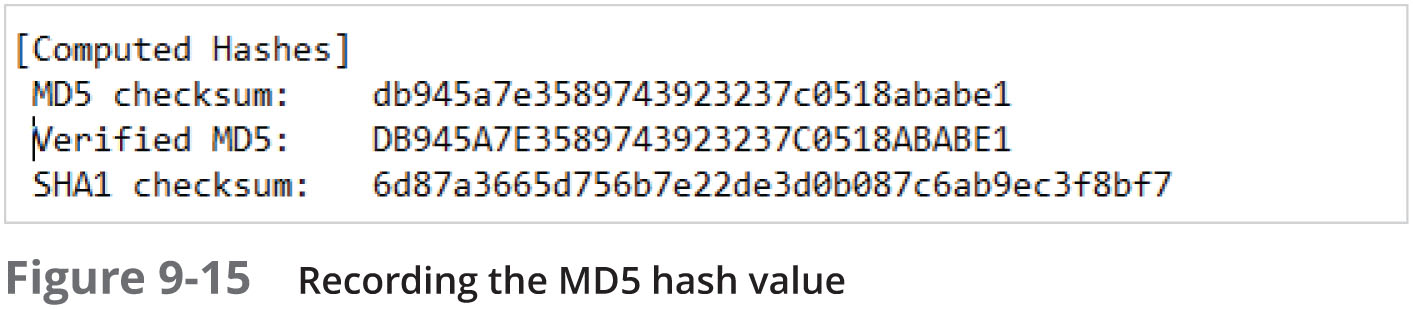 [Computed Hashes]
MD5 checksum: db945a7e3589743923237c0518ababe1
Verified MD5: DB945A7E3589743923237C0518ABABE1
SHA1 checksum: 6d87a3665d756b7e22de3d0b087c6ab9ec3f8bf7
Figure 9-15 Recording the MD5 hash value